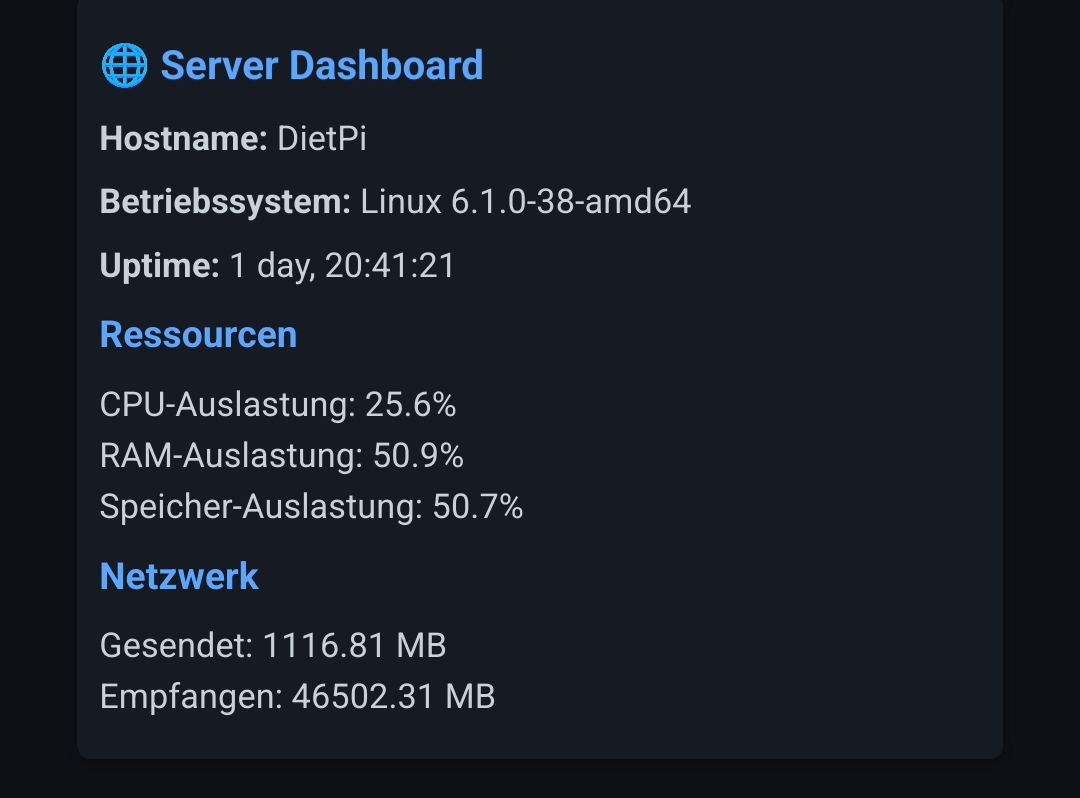 Server Dashboard
Hostname: DietPi
Betriebssystem: Linux 6.1.0-38-amd64
Uptime: 1 day, 20:41:21
Ressourcen
CPU-Auslastung: 25.6%
RAM-Auslastung: 50.9%
Speicher-Auslastung: 50.7%
Netzwerk
Gesendet: 1116.81 MB
Empfangen: 46502.31 MB